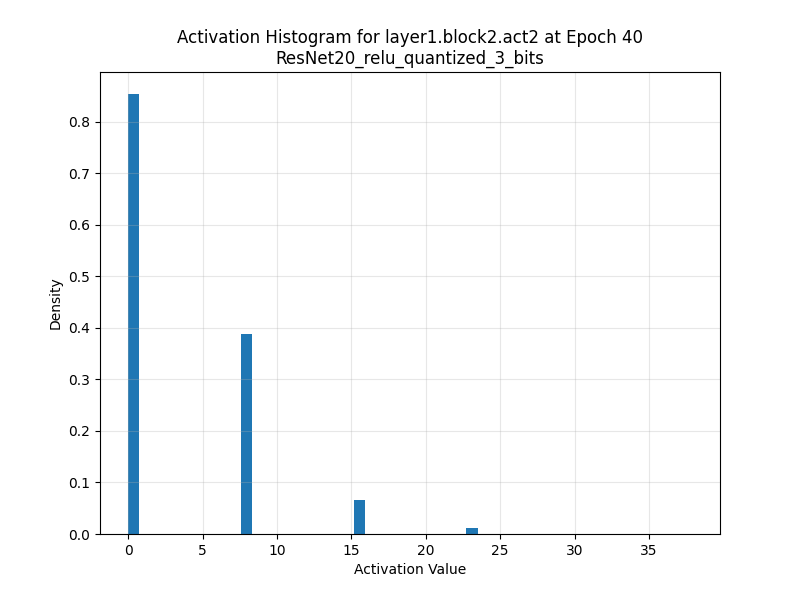 Activation Histogram for layer1.block2.act2 at Epoch 40
ResNet20_relu_quantized_3_bits
0.8
0.7
0.6
0.5
0.4
0.3
0.2
0.1
0.0
Density
0 5 10 15 20 25 30 35
Activation Value